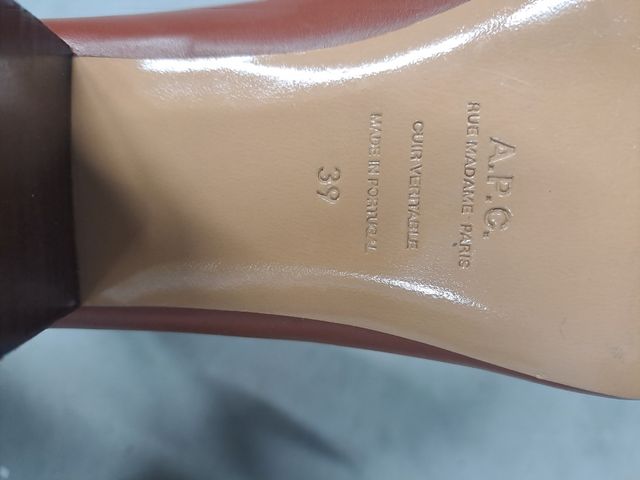 A.P.C.
RUE MADAME PARIS
CUIR VERITABLE
MADE IN PORTUGAL
39